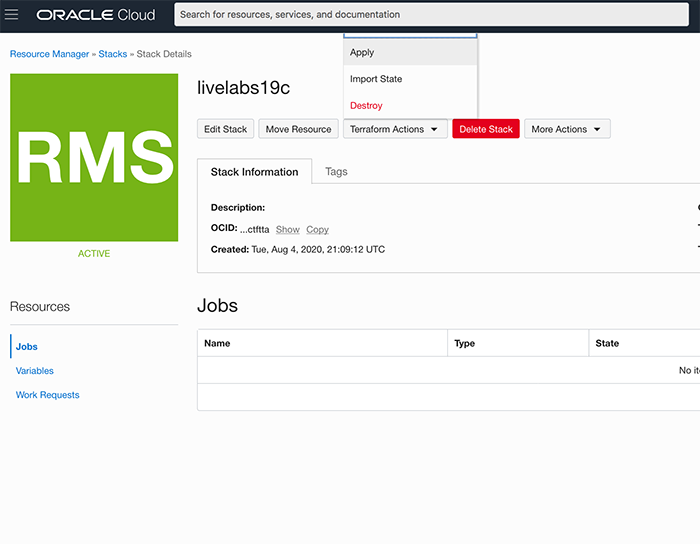 ORACLE Cloud
Search for resources, services, and documentation
Resource Manager » Stacks » Stack Details
RMS
ACTIVE
livelabs19c
Apply
Import State
Destroy
Edit Stack
Move Resource
Terraform Actions
Delete Stack
More Actions
Stack Information
Tags
Description:
OCID: ...ctftta Show Copy
Created: Tue, Aug 4, 2020, 21:09:12 UTC
Resources
Jobs
Variables
Work Requests
Jobs
Name Type State
No